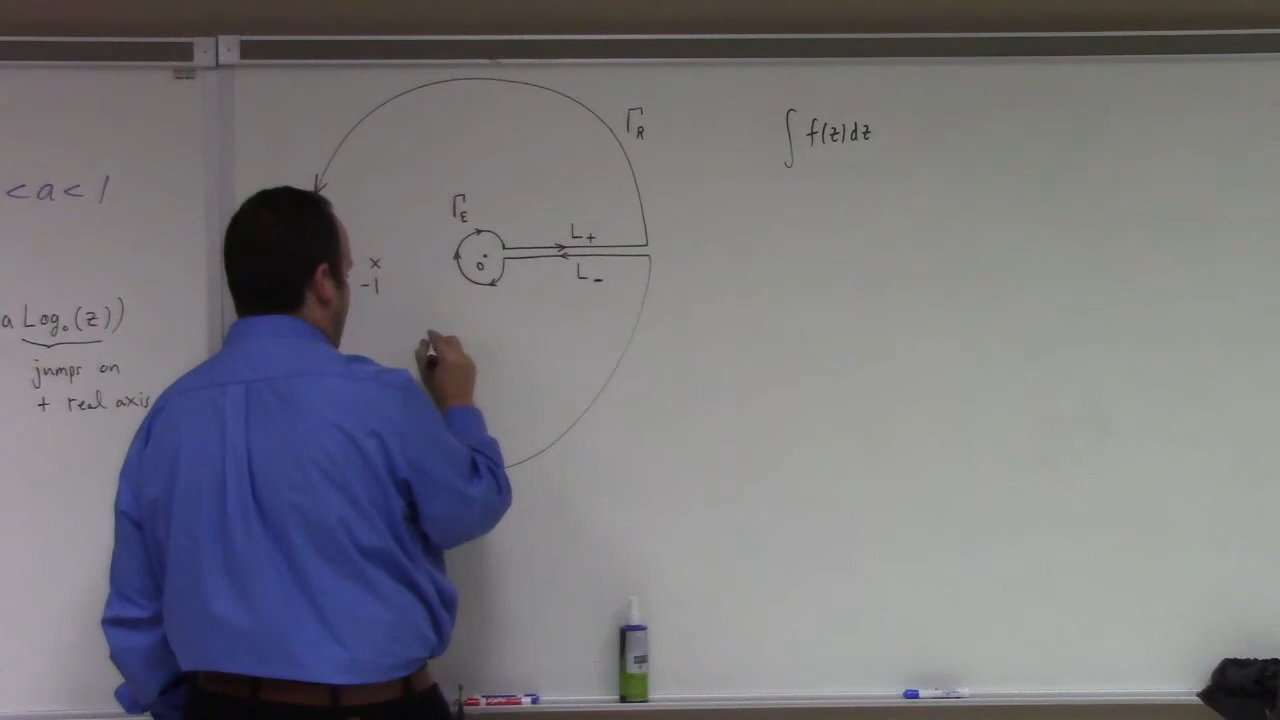 < a < 1
a Log₀(z))
jumps on
+ real axis
Γ_R
∫ f(z)dz
Γ_ε
L₊
0
L₋
x
-1